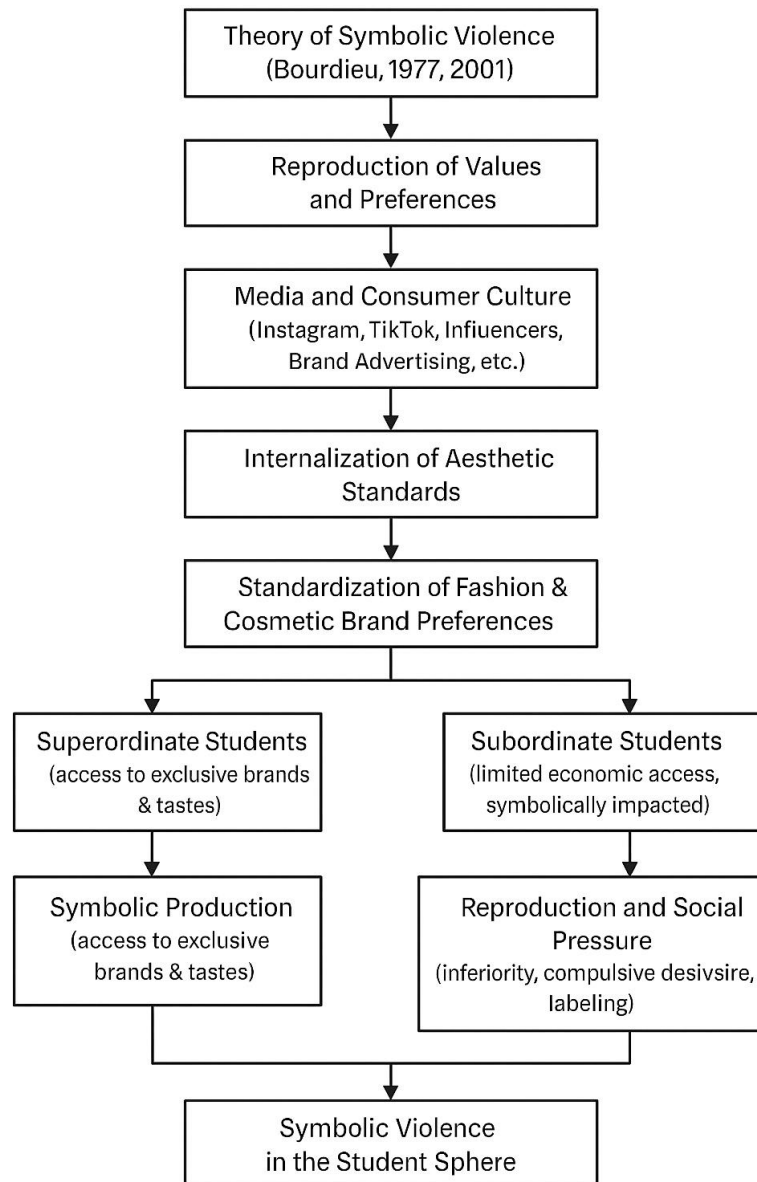 Theory of Symbolic Violence
(Bourdieu, 1977, 2001)
Reproduction of Values
and Preferences
Media and Consumer Culture
(Instagram, TikTok, Infiuencers,
Brand Advertising, etc.)
Internalization of Aesthetic
Standards
Standardization of Fashion &
Cosmetic Brand Preferences
Superordinate Students
(access to exclusive brands
& tastes)
Subordinate Students
(limited economic access,
symbolically impacted)
Symbolic Production
(access to exclusive
brands & tastes)
Reproduction and Social
Pressure
(inferiority, compulsive desivsire,
labeling)
Symbolic Violence
in the Student Sphere